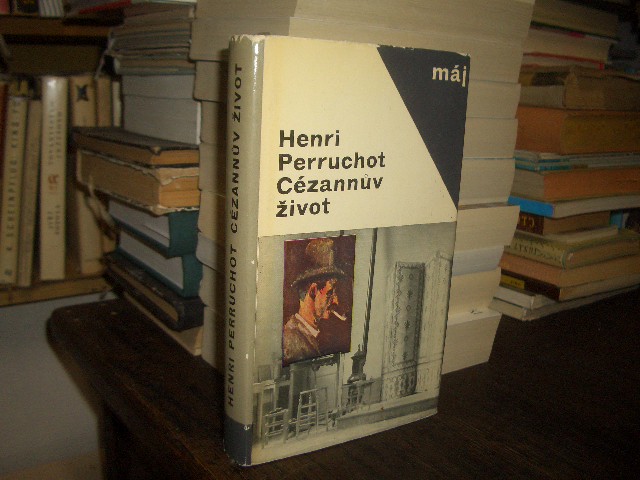 máj
Henri
Perruchot
Cézannův
život
HENRI PERRUCHOT CÉZANNŮV ŽIVOT